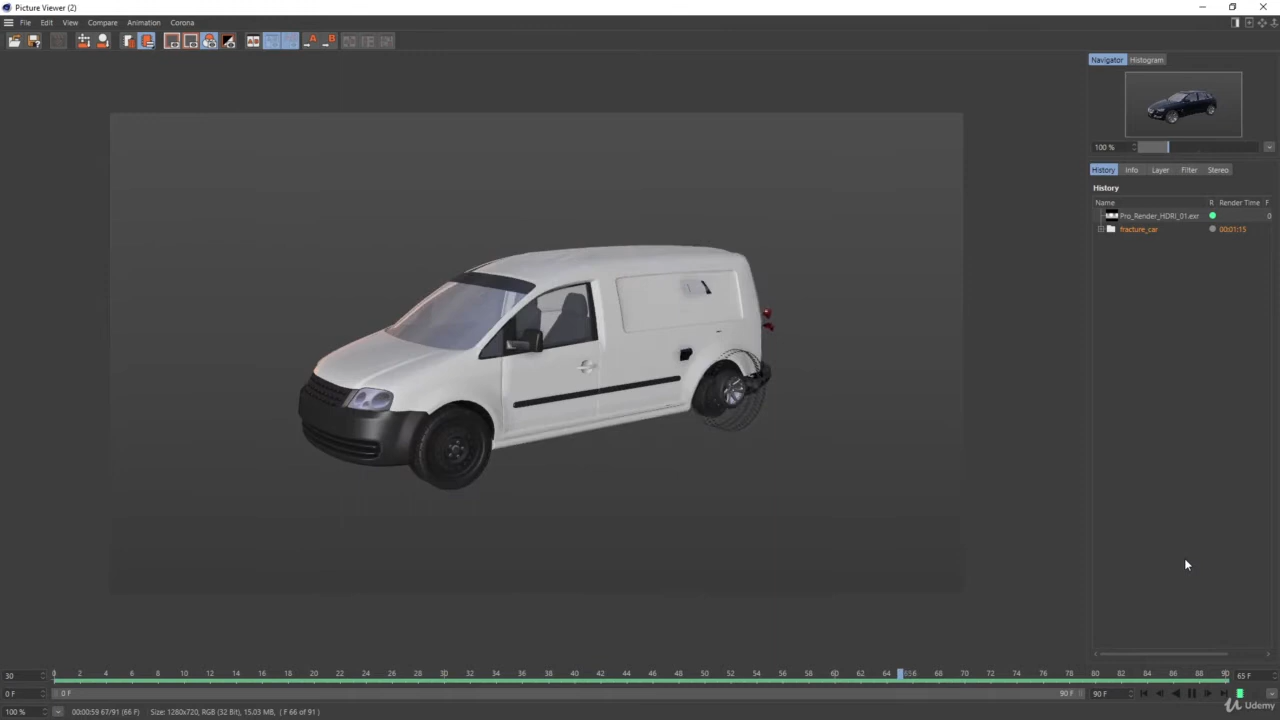 Picture Viewer (2)
File Edit View Compare Animation Corona
Navigator Histogram
100 %
History Info Layer Filter Stereo
History
Name R Render Time F
Pro_Render_HDRI_01.exr 0
fracture_car 00:01:15
30 0 2 4 6 8 10 12 14 16 18 20 22 24 26 28 30 32 34 36 38 40 42 44 46 48 50 52 54 56 58 60 62 64 656 70 72 74 76 78 80 82 84 86 88 90 65 F
0 F 0 F 90 F 90 F
100 % 00:00:59 67/91 (66 F) Size: 1280x720, RGB (32 Bit), 15.03 MB, ( F 66 of 91 )
Udemy